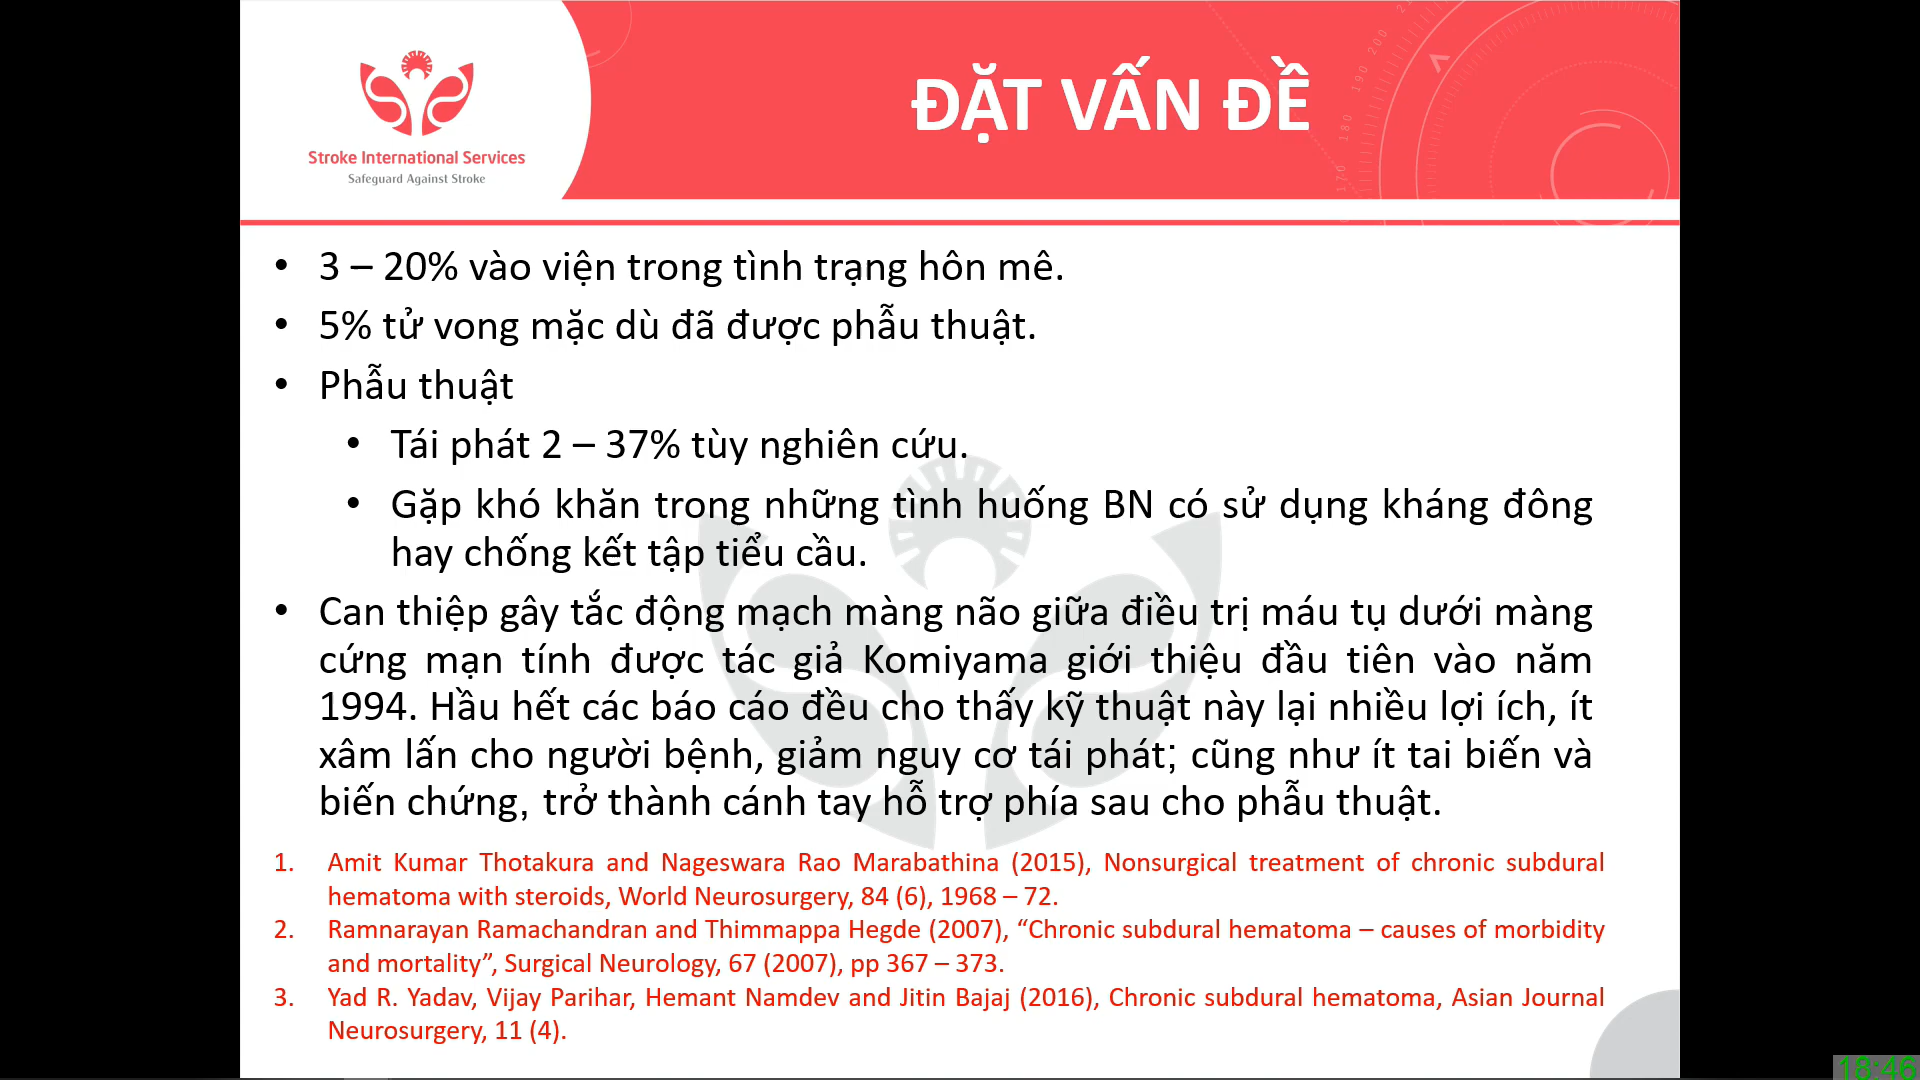 Stroke International Services
Safeguard Against Stroke
ĐẶT VẤN ĐỀ
• 3 – 20% vào viện trong tình trạng hôn mê.
• 5% tử vong mặc dù đã được phẫu thuật.
• Phẫu thuật
• Tái phát 2 – 37% tùy nghiên cứu.
• Gặp khó khăn trong những tình huống BN có sử dụng kháng đông
hay chống kết tập tiểu cầu.
• Can thiệp gây tắc động mạch màng não giữa điều trị máu tụ dưới màng
cứng mạn tính được tác giả Komiyama giới thiệu đầu tiên vào năm
1994. Hầu hết các báo cáo đều cho thấy kỹ thuật này lại nhiều lợi ích, ít
xâm lấn cho người bệnh, giảm nguy cơ tái phát; cũng như ít tai biến và
biến chứng, trở thành cánh tay hỗ trợ phía sau cho phẫu thuật.
1. Amit Kumar Thotakura and Nageswara Rao Marabathina (2015), Nonsurgical treatment of chronic subdural
hematoma with steroids, World Neurosurgery, 84 (6), 1968 – 72.
2. Ramnarayan Ramachandran and Thimmappa Hegde (2007), “Chronic subdural hematoma – causes of morbidity
and mortality”, Surgical Neurology, 67 (2007), pp 367 – 373.
3. Yad R. Yadav, Vijay Parihar, Hemant Namdev and Jitin Bajaj (2016), Chronic subdural hematoma, Asian Journal
Neurosurgery, 11 (4).
170 180 190 200
18:46